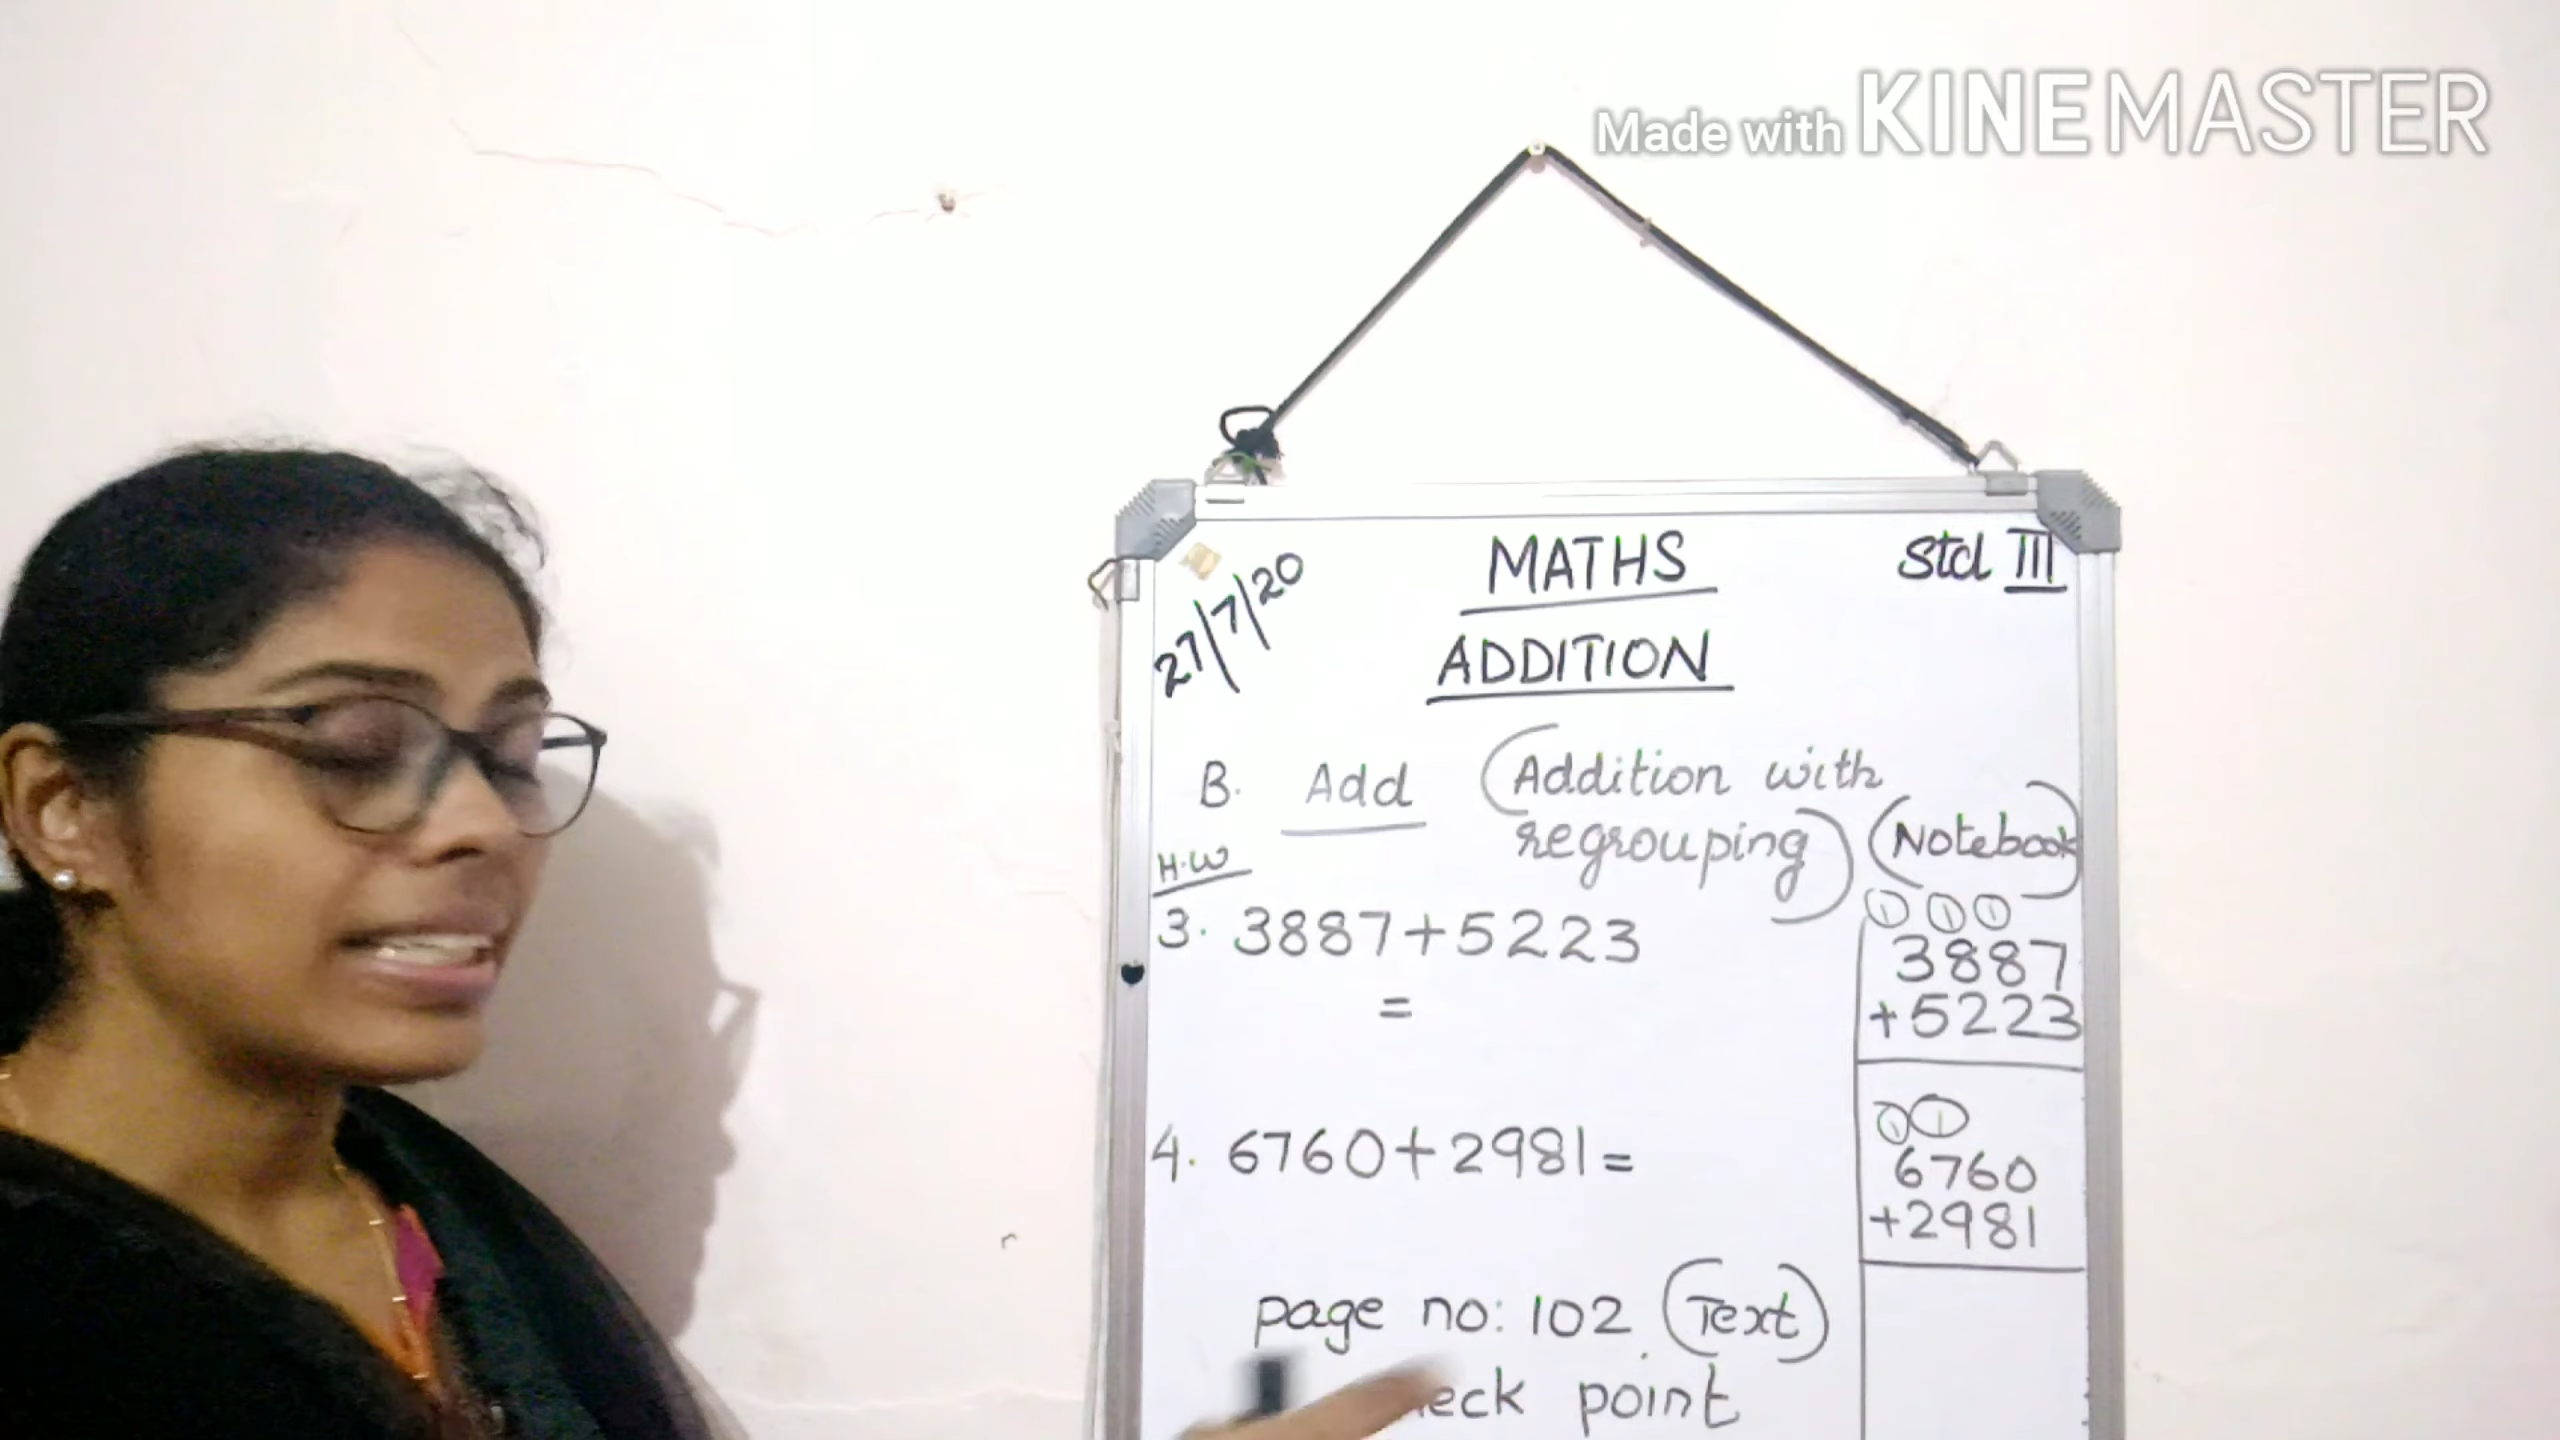 Made with KINEMASTER
27/7/20
MATHS
Std III
ADDITION
B. Add (Addition with
regrouping)
(Notebook)
H.W
3. 3887+5223
=
1 1 1
3887
+5223
4. 6760+2981=
1 1
6760
+2981
page no: 102. (Text)
point